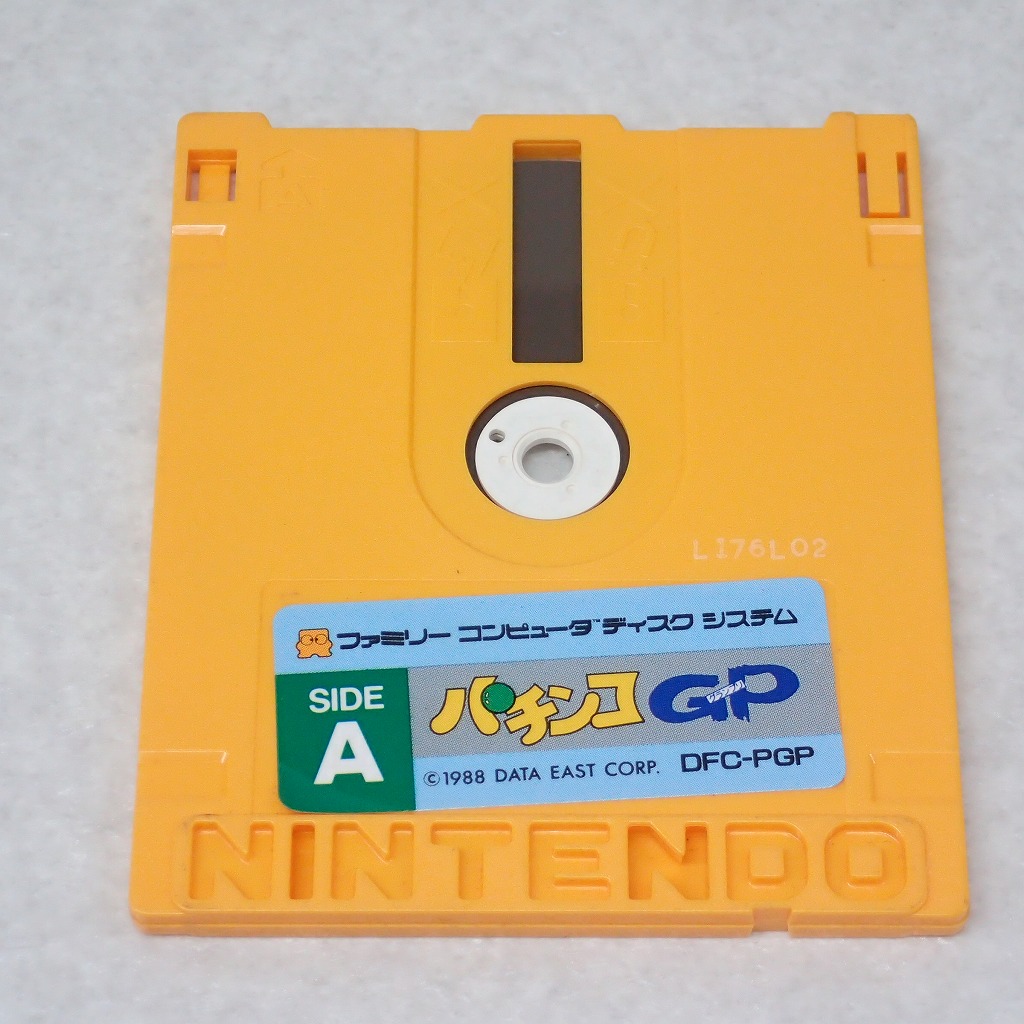 L176L02
ファミリー コンピュータ™ ディスク システム
SIDE
A
パチンコ GP
グランプリ
©1988 DATA EAST CORP.
DFC-PGP
NINTENDO